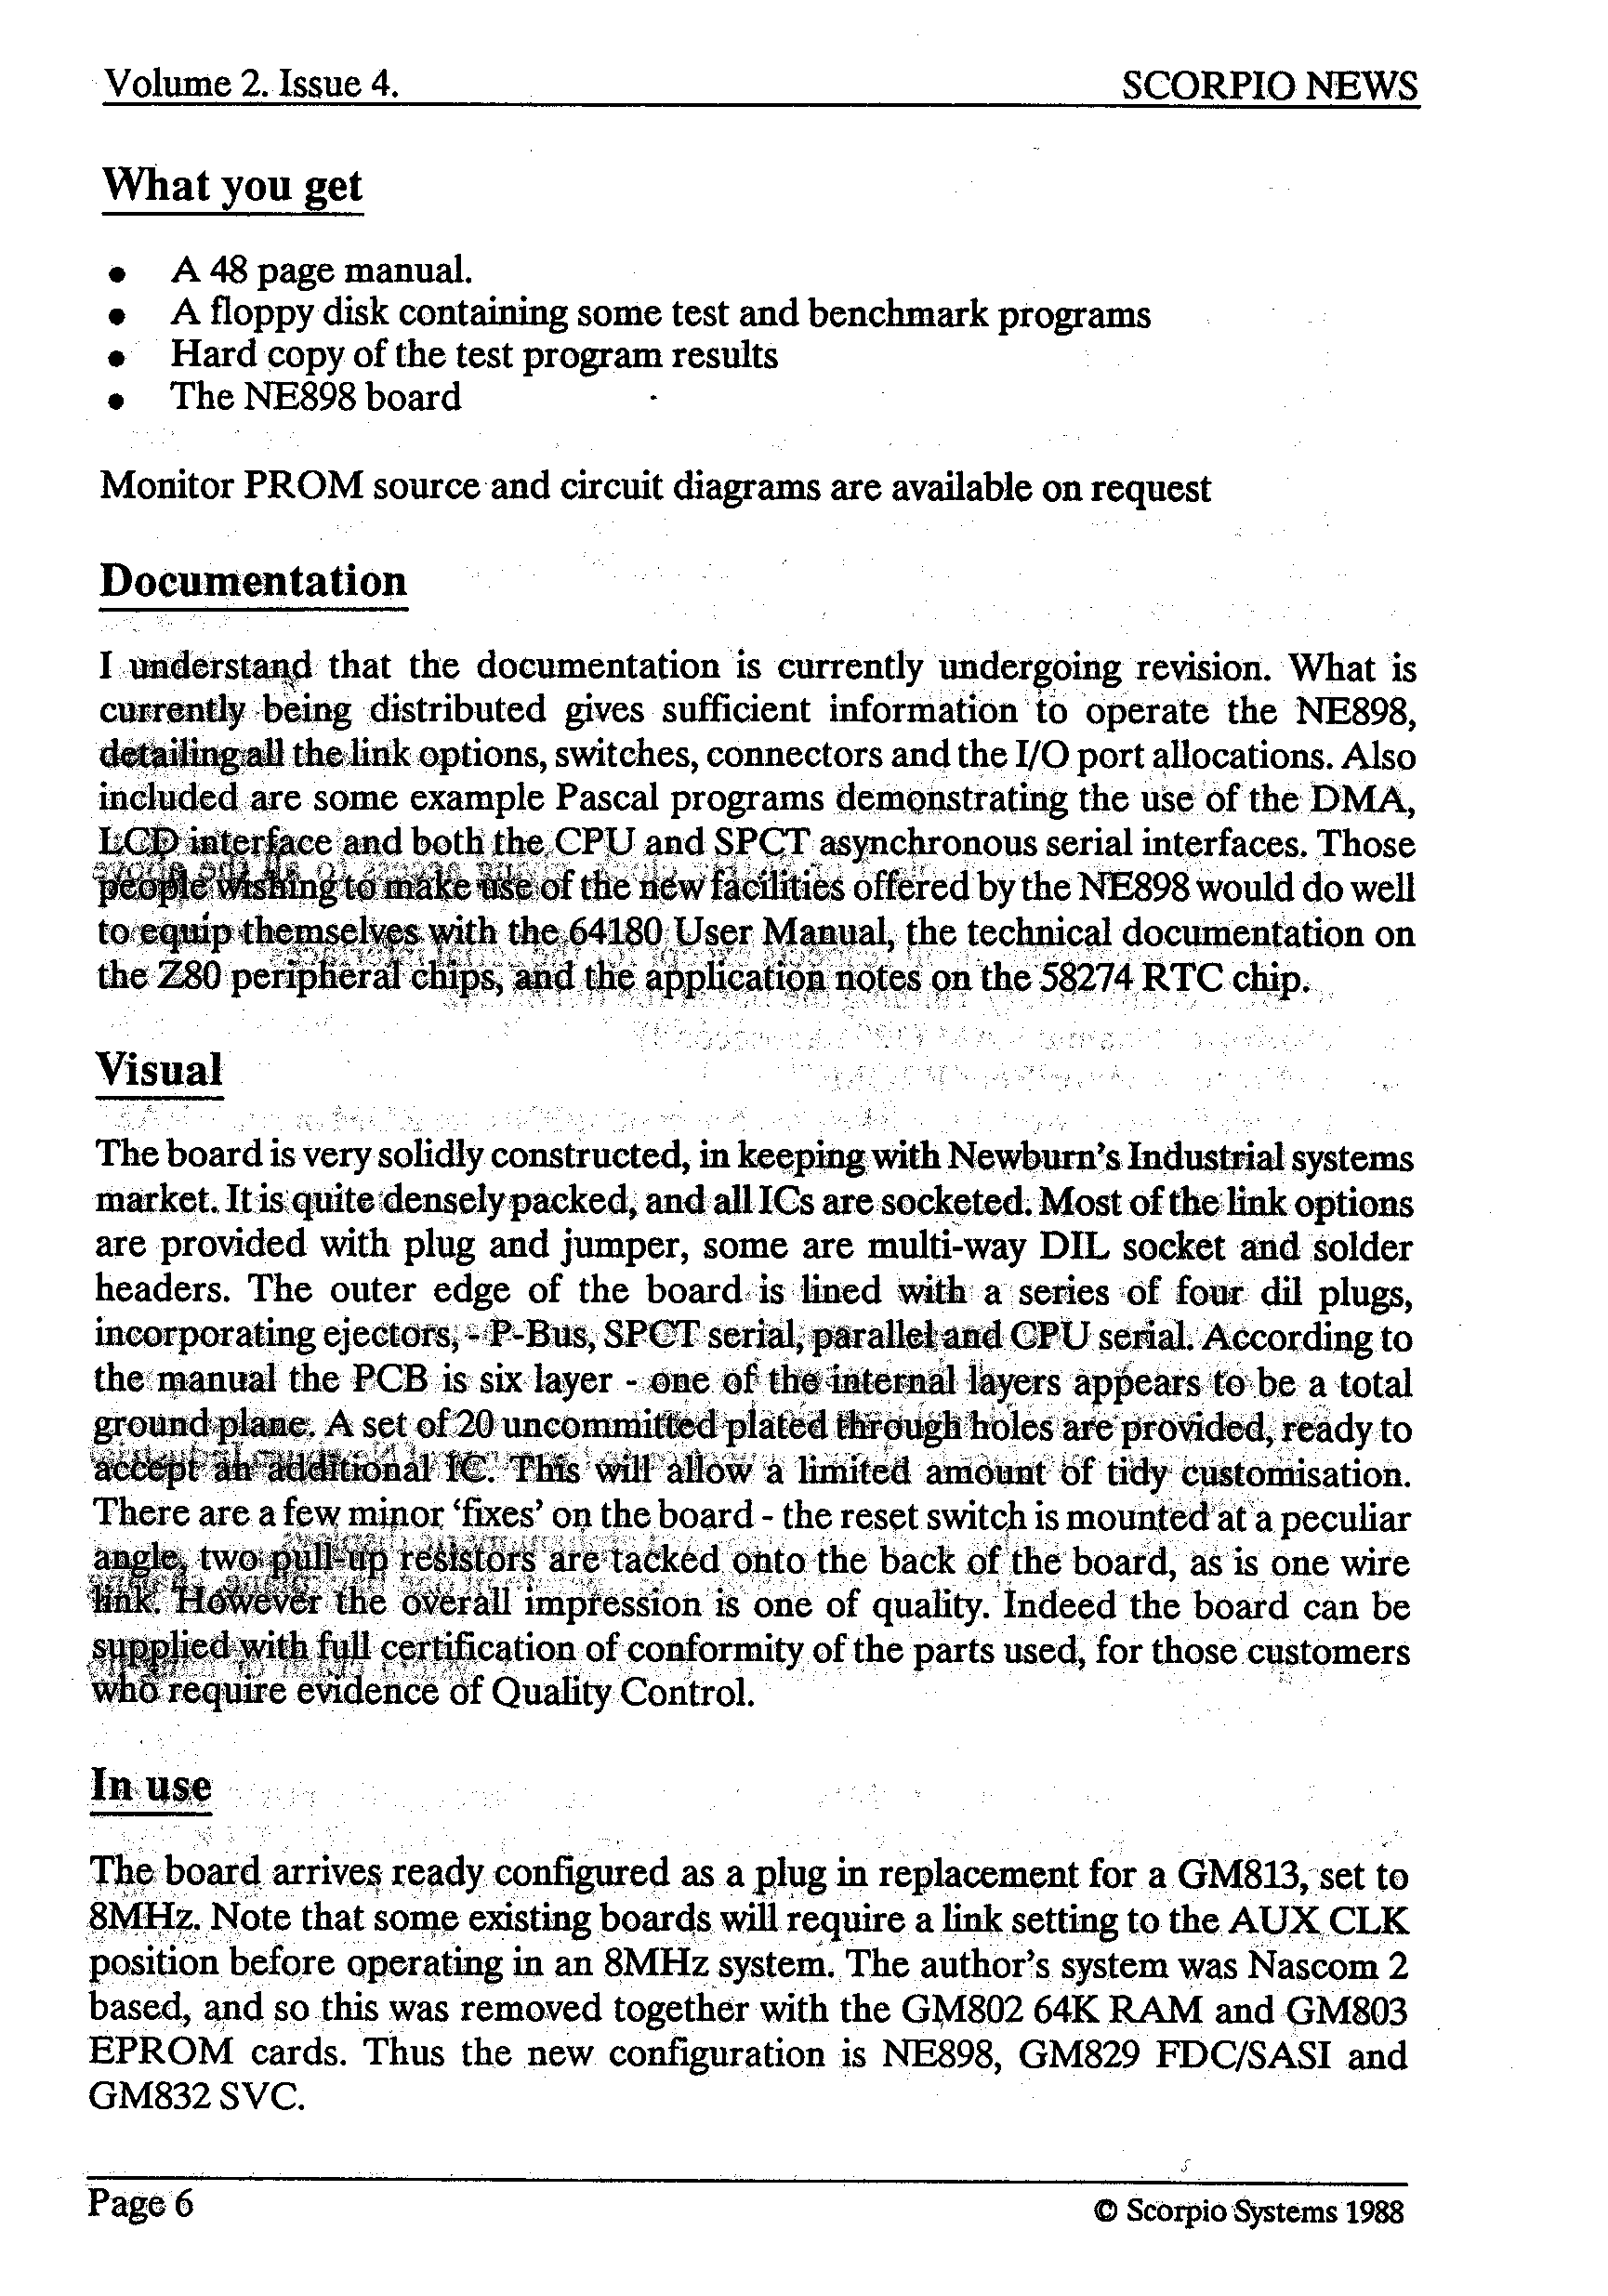 Volume 2. Issue 4. SCORPIO NEWS
What you get
• A 48 page manual.
• A floppy disk containing some test and benchmark programs
• Hard copy of the test program results
• The NE898 board
Monitor PROM source and circuit diagrams are available on request
Documentation
I understand that the documentation is currently undergoing revision. What is
currently being distributed gives sufficient information to operate the NE898,
detailing all the link options, switches, connectors and the I/O port allocations. Also
included are some example Pascal programs demonstrating the use of the DMA,
LCD interface and both the CPU and SPCT asynchronous serial interfaces. Those
people wishing to make use of the new facilities offered by the NE898 would do well
to equip themselves with the 64180 User Manual, the technical documentation on
the Z80 peripheral chips, and the application notes on the 58274 RTC chip.
Visual
The board is very solidly constructed, in keeping with Newburn's Industrial systems
market. It is quite densely packed, and all ICs are socketed. Most of the link options
are provided with plug and jumper, some are multi-way DIL socket and solder
headers. The outer edge of the board is lined with a series of four dil plugs,
incorporating ejectors, - P-Bus, SPCT serial, parallel and CPU serial. According to
the manual the PCB is six layer - one of the internal layers appears to be a total
ground plane. A set of 20 uncommitted plated through holes are provided, ready to
accept an additional IC. This will allow a limited amount of tidy customisation.
There are a few minor 'fixes' on the board - the reset switch is mounted at a peculiar
angle, two pull-up resistors are tacked onto the back of the board, as is one wire
link. However the overall impression is one of quality. Indeed the board can be
supplied with full certification of conformity of the parts used, for those customers
who require evidence of Quality Control.
In use
The board arrives ready configured as a plug in replacement for a GM813, set to
8MHz. Note that some existing boards will require a link setting to the AUX CLK
position before operating in an 8MHz system. The author's system was Nascom 2
based, and so this was removed together with the GM802 64K RAM and GM803
EPROM cards. Thus the new configuration is NE898, GM829 FDC/SASI and
GM832 SVC.
Page 6 © Scorpio Systems 1988